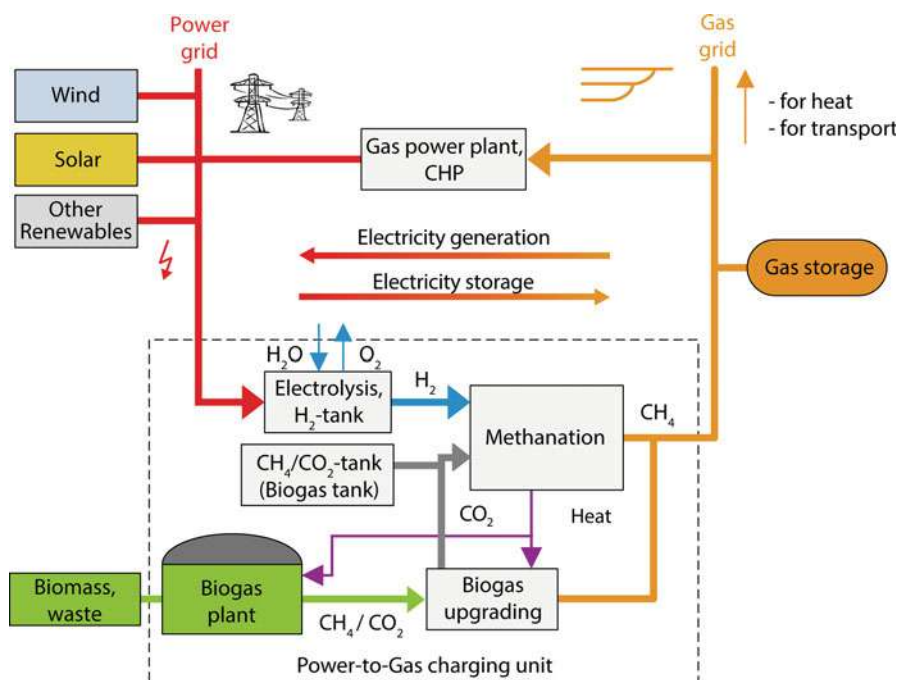 Power
grid
Gas
grid
Wind
- for heat
- for transport
Solar
Gas power plant,
CHP
Other
Renewables
Electricity generation
Gas storage
Electricity storage
H₂O
O₂
Electrolysis,
H₂-tank
H₂
Methanation
CH₄
CH₄/CO₂-tank
(Biogas tank)
CO₂
Heat
Biomass,
waste
Biogas
plant
CH₄ / CO₂
Biogas
upgrading
Power-to-Gas charging unit